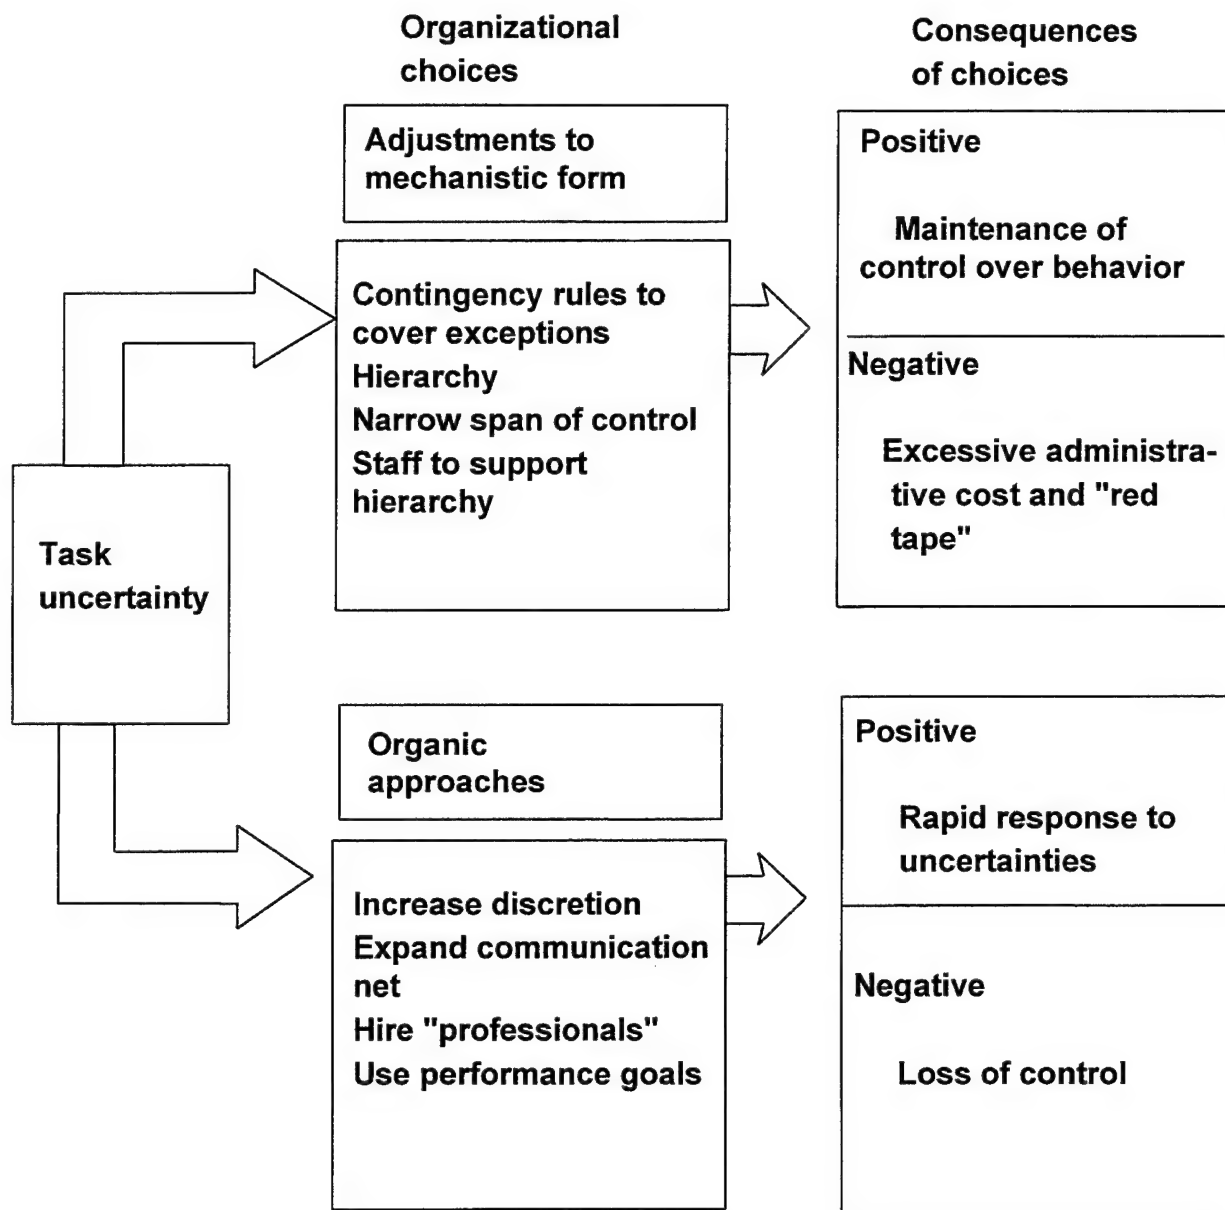 Organizational
choices
Consequences
of choices
Adjustments to
mechanistic form
Contingency rules to
cover exceptions
Hierarchy
Narrow span of control
Staff to support
hierarchy
Positive
Maintenance of
control over behavior
Negative
Excessive administra-
tive cost and "red
tape"
Task
uncertainty
Organic
approaches
Increase discretion
Expand communication
net
Hire "professionals"
Use performance goals
Positive
Rapid response to
uncertainties
Negative
Loss of control